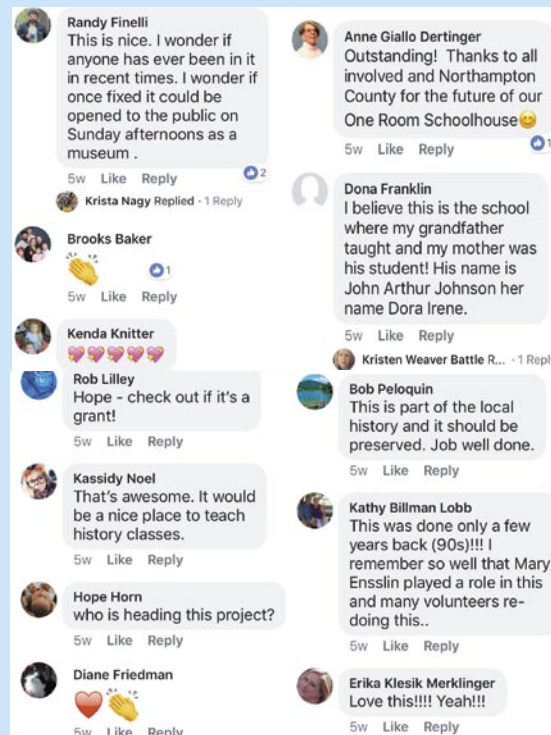 Randy Finelli
This is nice. I wonder if
anyone has ever been in it
in recent times. I wonder if
once fixed it could be
opened to the public on
Sunday afternoons as a
museum .
2
5w Like Reply
Krista Nagy Replied · 1 Reply
Brooks Baker
👏
1
5w Like Reply
Kenda Knitter
💖💖💖💖💖
Rob Lilley
Hope - check out if it's a
grant!
5w Like Reply
Kassidy Noel
That's awesome. It would
be a nice place to teach
history classes.
5w Like Reply
Hope Horn
who is heading this project?
5w Like Reply
Diane Friedman
❤️👏
5w Like Reply
Anne Giallo Dertinger
Outstanding! Thanks to all
involved and Northampton
County for the future of our
One Room Schoolhouse😊
1
5w Like Reply
Dona Franklin
I believe this is the school
where my grandfather
taught and my mother was
his student! His name is
John Arthur Johnson her
name Dora Irene.
5w Like Reply
Kristen Weaver Battle R... · 1 Repl
Bob Peloquin
This is part of the local
history and it should be
preserved. Job well done.
5w Like Reply
Kathy Billman Lobb
This was done only a few
years back (90s)!!! I
remember so well that Mary
Ensslin played a role in this
and many volunteers re-
doing this..
5w Like Reply
Erika Klesik Merklinger
Love this!!!! Yeah!!!
5w Like Reply